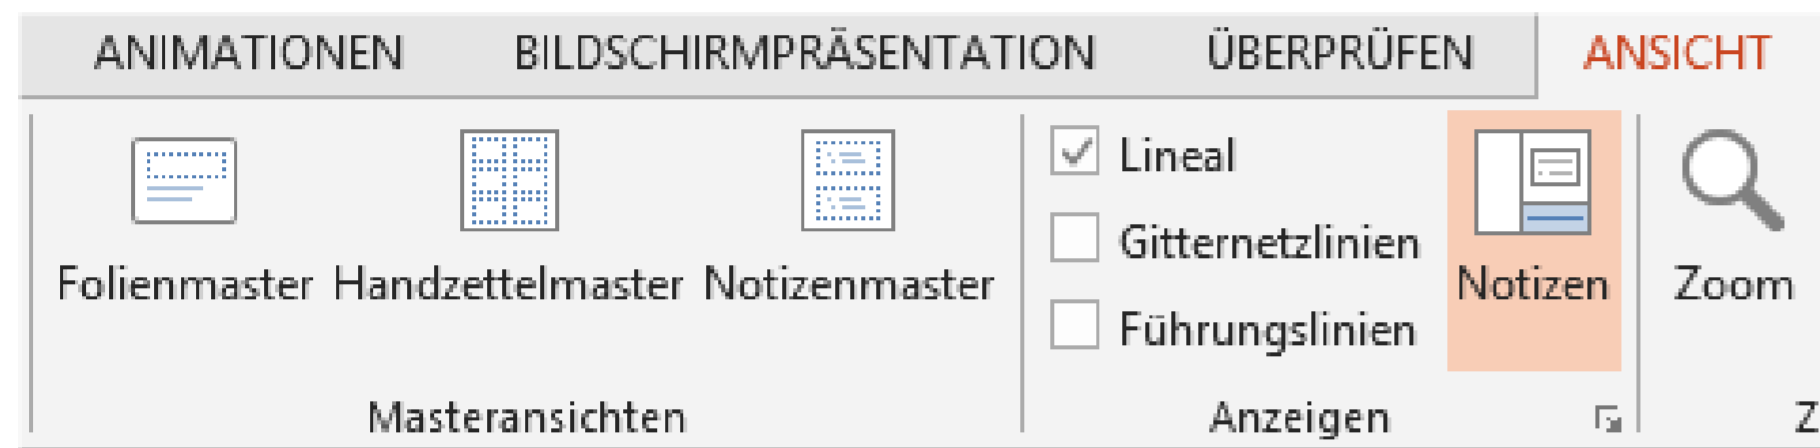 ANIMATIONEN BILDSCHIRMPRÄSENTATION ÜBERPRÜFEN ANSICHT
Lineal
Gitternetzlinien
Folienmaster Handzettelmaster Notizenmaster Notizen Zoom
Führungslinien
Masteransichten Anzeigen Z